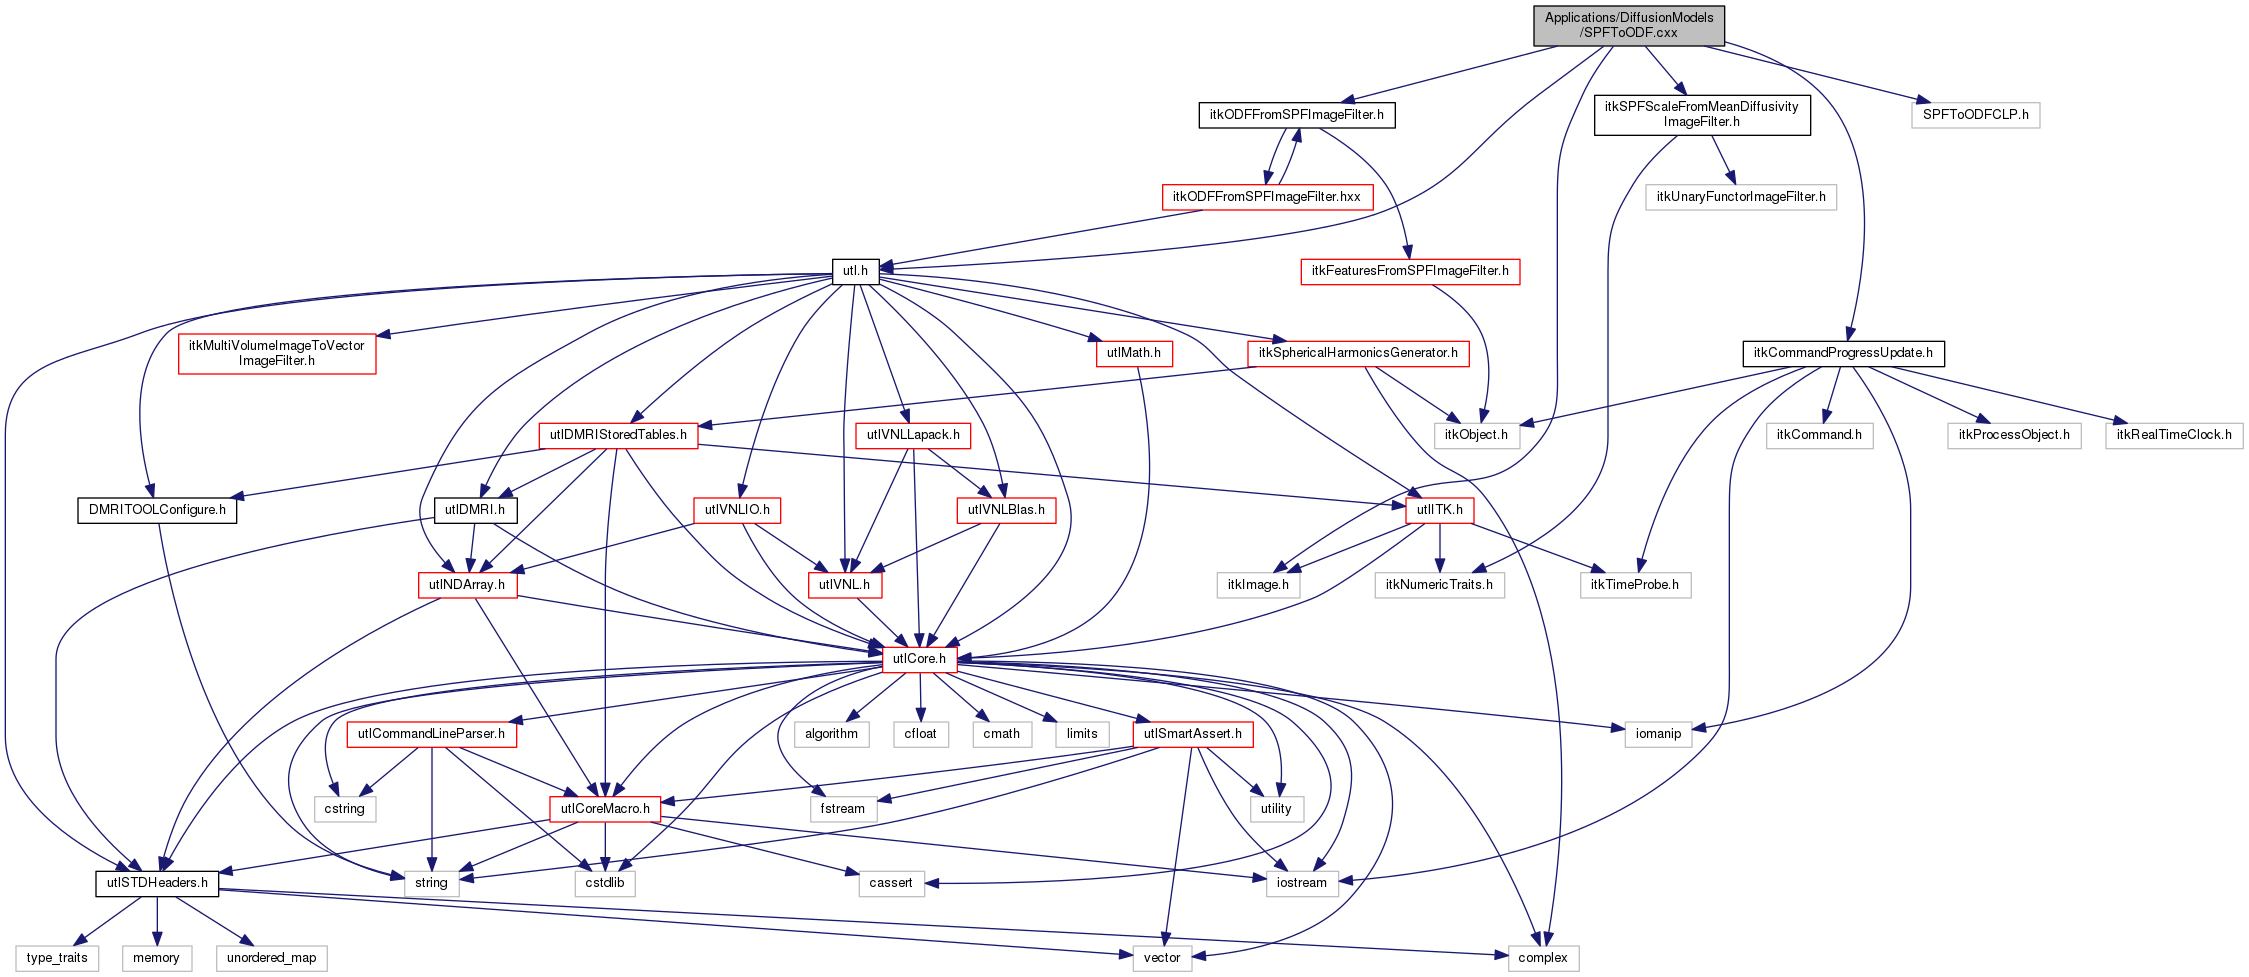 Applications/DiffusionModels
/SPFToODF.cxx
itkODFFromSPFImageFilter.h
itkSPFScaleFromMeanDiffusivity
ImageFilter.h
SPFToODFCLP.h
itkODFFromSPFImageFilter.hxx
itkUnaryFunctorImageFilter.h
utl.h
itkFeaturesFromSPFImageFilter.h
itkMultiVolumeImageToVector
ImageFilter.h
utlMath.h
itkSphericalHarmonicsGenerator.h
itkCommandProgressUpdate.h
utlDMRIStoredTables.h
utlVNLLapack.h
itkObject.h
itkCommand.h
itkProcessObject.h
itkRealTimeClock.h
DMRITOOLConfigure.h
utlDMRI.h
utlVNLIO.h
utlVNLBlas.h
utlITK.h
utlNDArray.h
utlVNL.h
itkImage.h
itkNumericTraits.h
itkTimeProbe.h
utlCore.h
utlCommandLineParser.h
algorithm
cfloat
cmath
limits
utlSmartAssert.h
iomanip
cstring
utlCoreMacro.h
fstream
utility
utlSTDHeaders.h
string
cstdlib
cassert
iostream
type_traits
memory
unordered_map
vector
complex